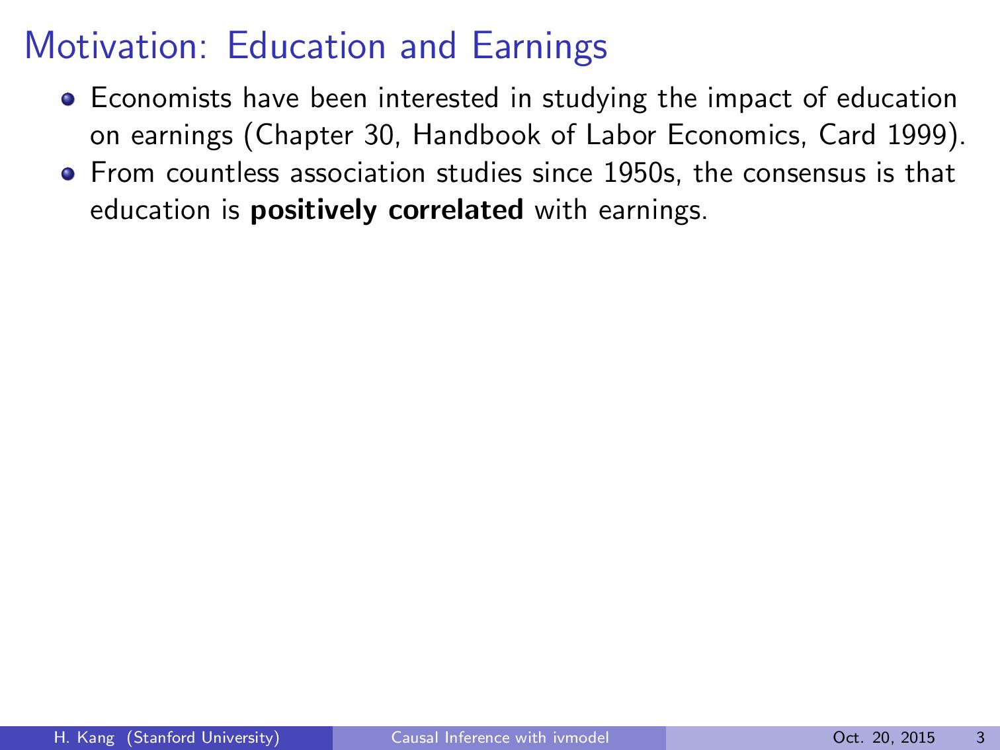 Motivation: Education and Earnings
Economists have been interested in studying the impact of education
on earnings (Chapter 30, Handbook of Labor Economics, Card 1999).
From countless association studies since 1950s, the consensus is that
education is positively correlated with earnings.
H. Kang (Stanford University) Causal Inference with ivmodel Oct. 20, 2015 3